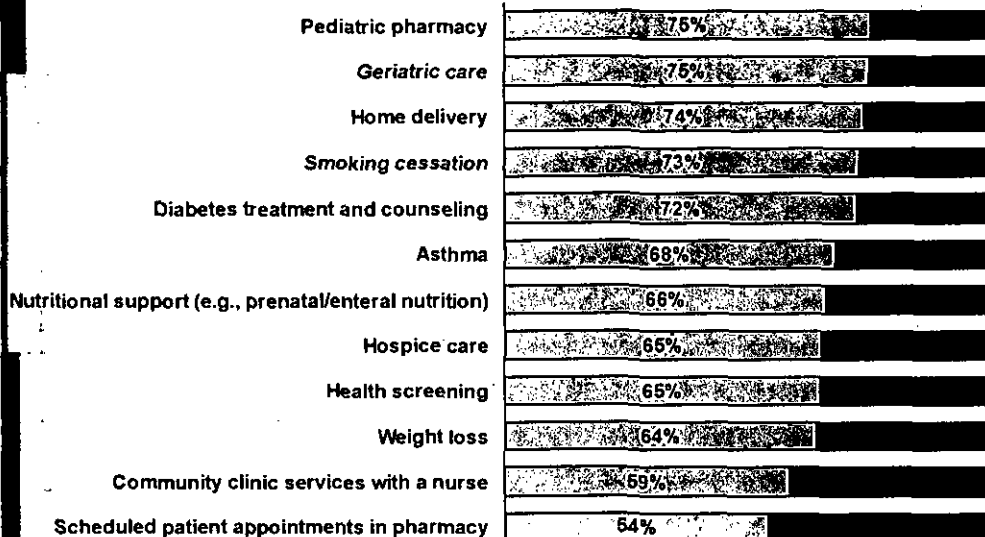 Pediatric pharmacy 75%
Geriatric care 75%
Home delivery 74%
Smoking cessation 73%
Diabetes treatment and counseling 72%
Asthma 68%
Nutritional support (e.g., prenatal/enteral nutrition) 66%
Hospice care 65%
Health screening 65%
Weight loss 64%
Community clinic services with a nurse 59%
Scheduled patient appointments in pharmacy 54%